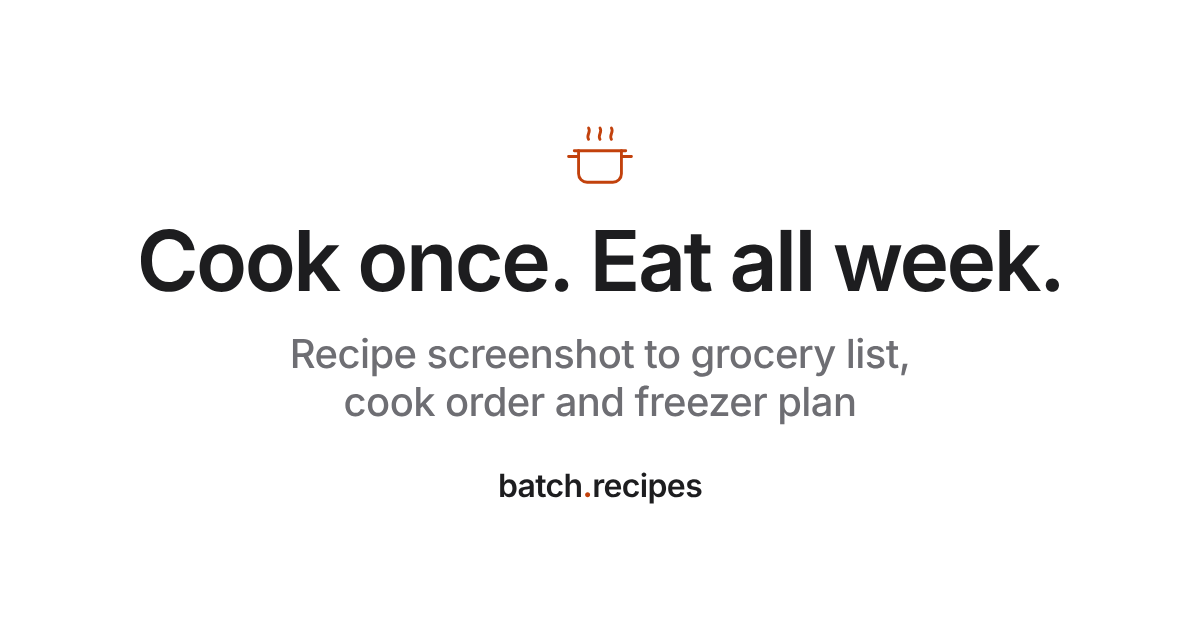 Cook once. Eat all week.
Recipe screenshot to grocery list,
cook order and freezer plan
batch.recipes